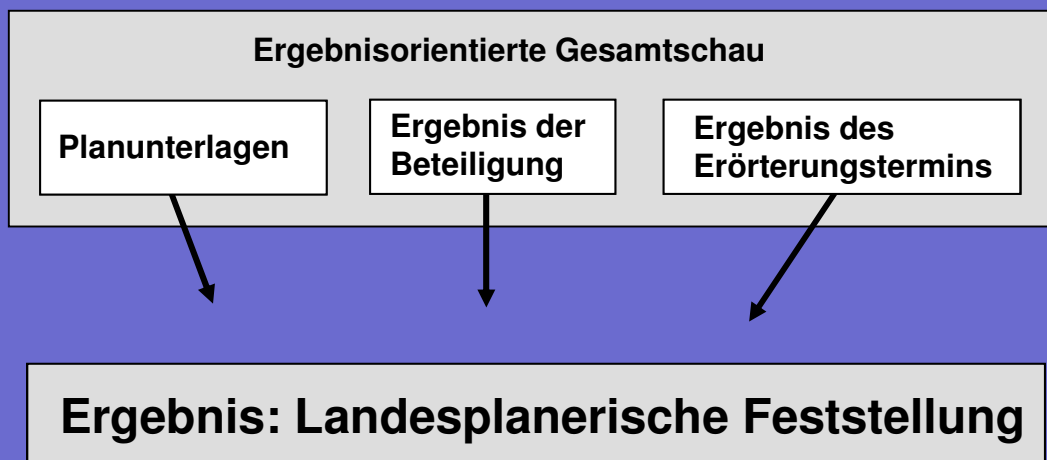 Ergebnisorientierte Gesamtschau
Planunterlagen
Ergebnis der
Beteiligung
Ergebnis des
Erörterungstermins
Ergebnis: Landesplanerische Feststellung